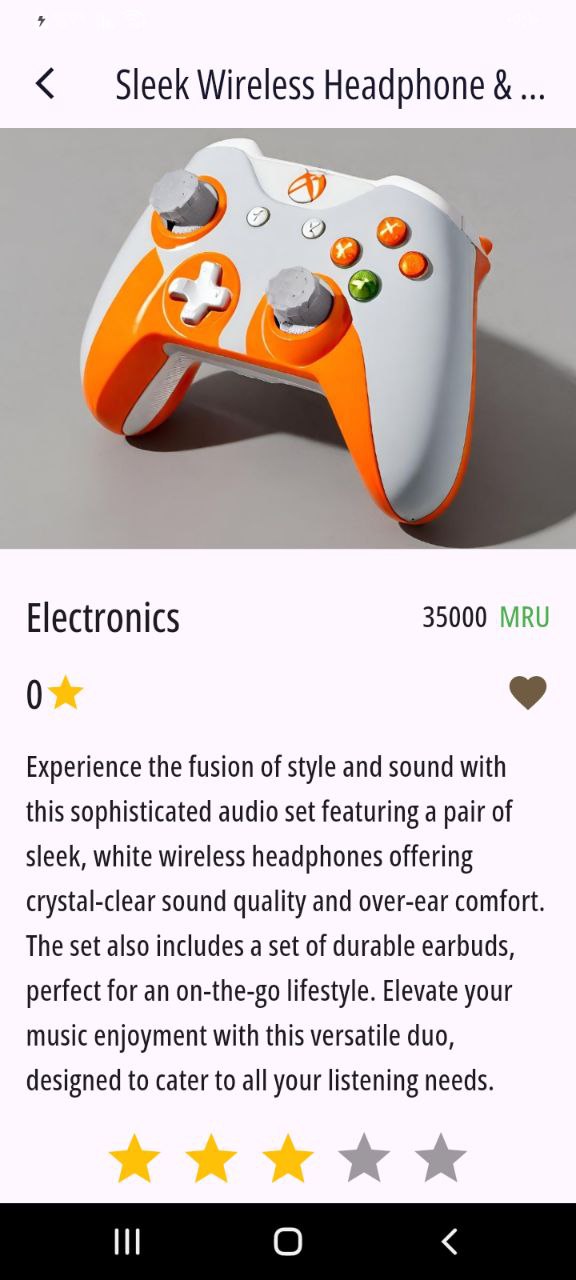 Sleek Wireless Headphone & ...
Electronics
35000 MRU
0
Experience the fusion of style and sound with
this sophisticated audio set featuring a pair of
sleek, white wireless headphones offering
crystal-clear sound quality and over-ear comfort.
The set also includes a set of durable earbuds,
perfect for an on-the-go lifestyle. Elevate your
music enjoyment with this versatile duo,
designed to cater to all your listening needs.